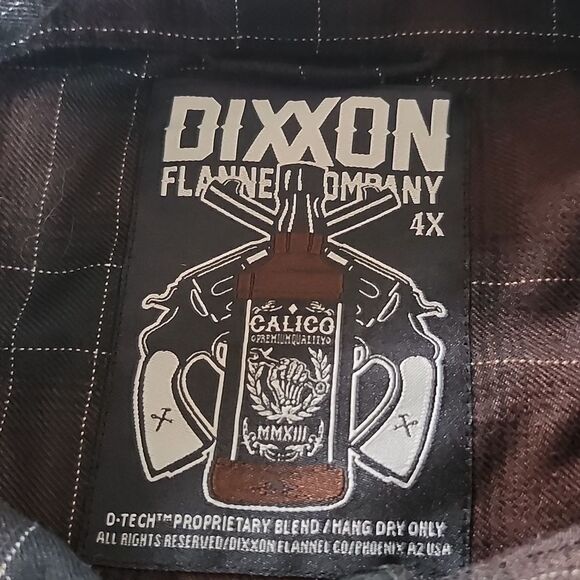 DIXXON
FLANNEL COMPANY
4X
CALICO
PREMIUM QUALITY
MMXIII
D-TECH™ PROPRIETARY BLEND / HANG DRY ONLY
ALL RIGHTS RESERVED/DIXXON FLANNEL CO/PHOENIX AZ USA